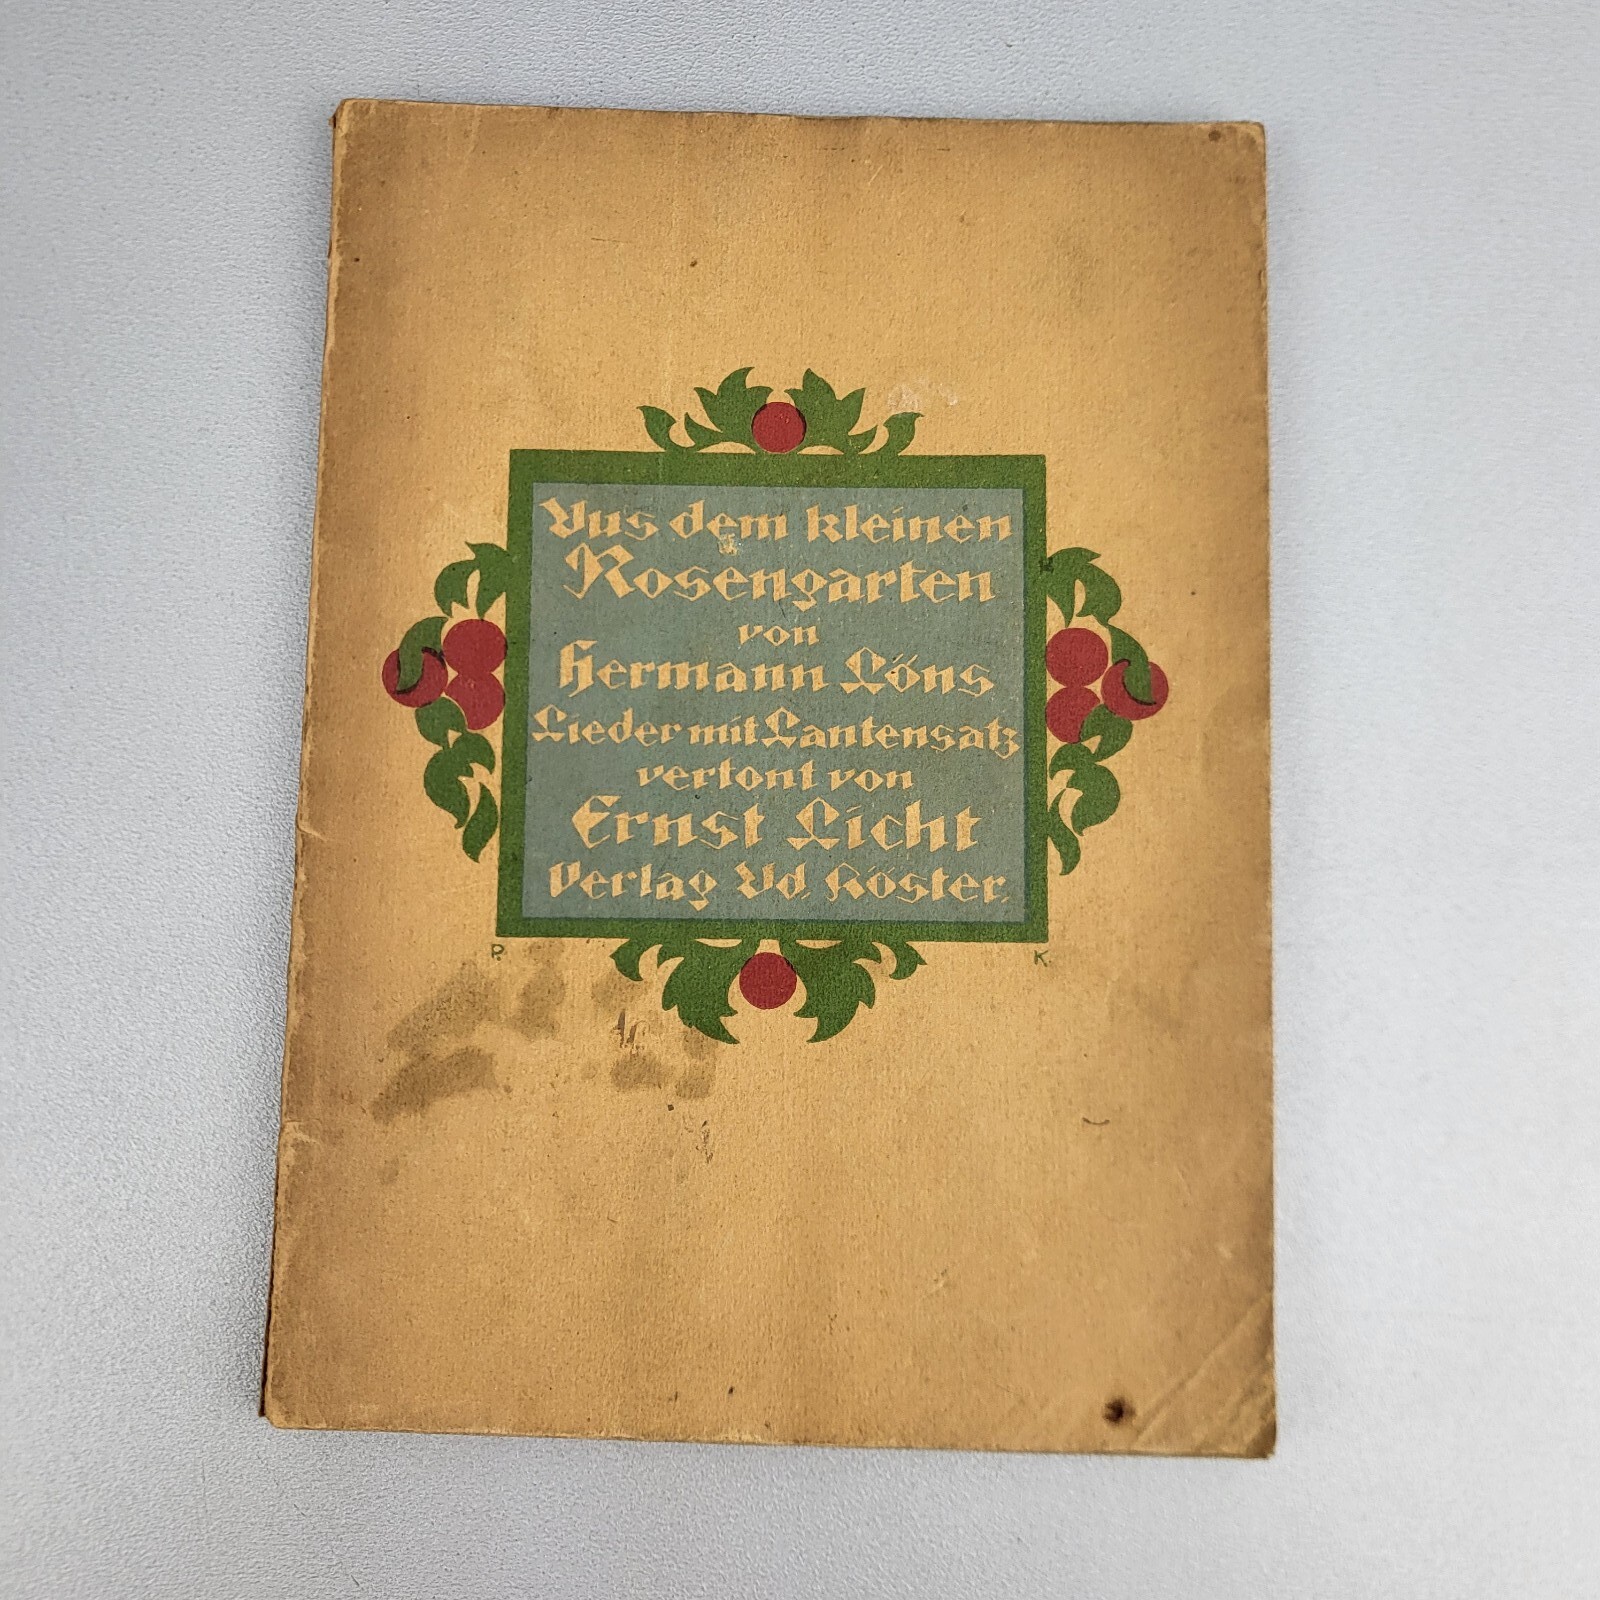 Aus dem kleinen
Rosengarten
von
Hermann Löns
Lieder mit Lautensatz
vertont von
Ernst Licht
Verlag Ad. Köster.
P. K.